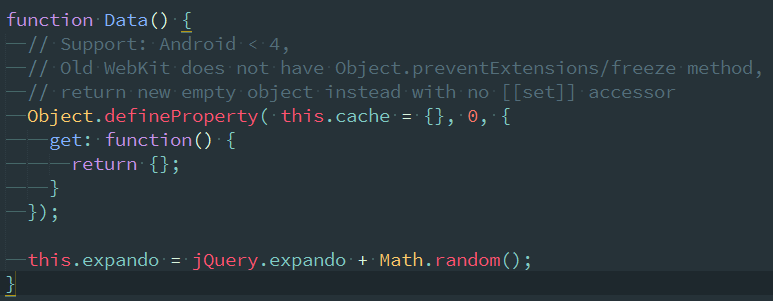 function Data() {
// Support: Android < 4,
// Old WebKit does not have Object.preventExtensions/freeze method,
// return new empty object instead with no [[set]] accessor
Object.defineProperty( this.cache = {}, 0, {
get: function() {
return {};
}
});
this.expando = jQuery.expando + Math.random();
}